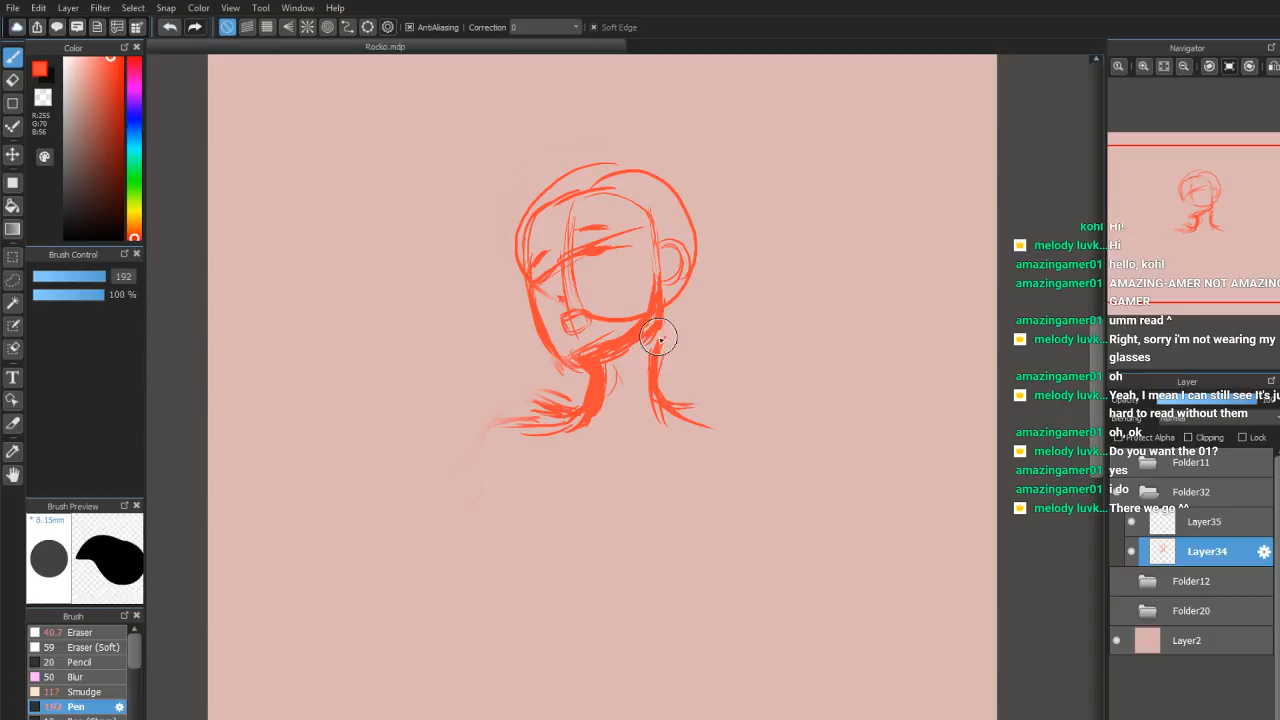 File Edit Layer Filter Select Snap Color View Tool Window Help
AntiAliasing Correction 0 Soft Edge
Rocko.mdp
Color
R:255
G:70
B:56
Brush Control
192
100 %
Brush Preview
* 8.15mm
Brush
40.7 Eraser
59 Eraser (Soft)
20 Pencil
50 Blur
117 Smudge
192 Pen
Navigator
kohl Hi!
melody luvk... Hi
amazingamer01 hello, kohl
amazingamer01 AMAZING-AMER NOT AMAZING
GAMER
amazingamer01 umm read ^
melody luvk... Right, sorry i'm not wearing my
glasses
amazingamer01 oh
melody luvk... Yeah, I mean I can still see It's ju
hard to read without them
amazingamer01 oh, ok
melody luvk... Do you want the 01?
amazingamer01 yes
amazingamer01 i do
melody luvk... There we go ^^
Layer
Protect Alpha Clipping Lock
Folder11
Folder32
Layer35
Layer34
Folder12
Folder20
Layer2